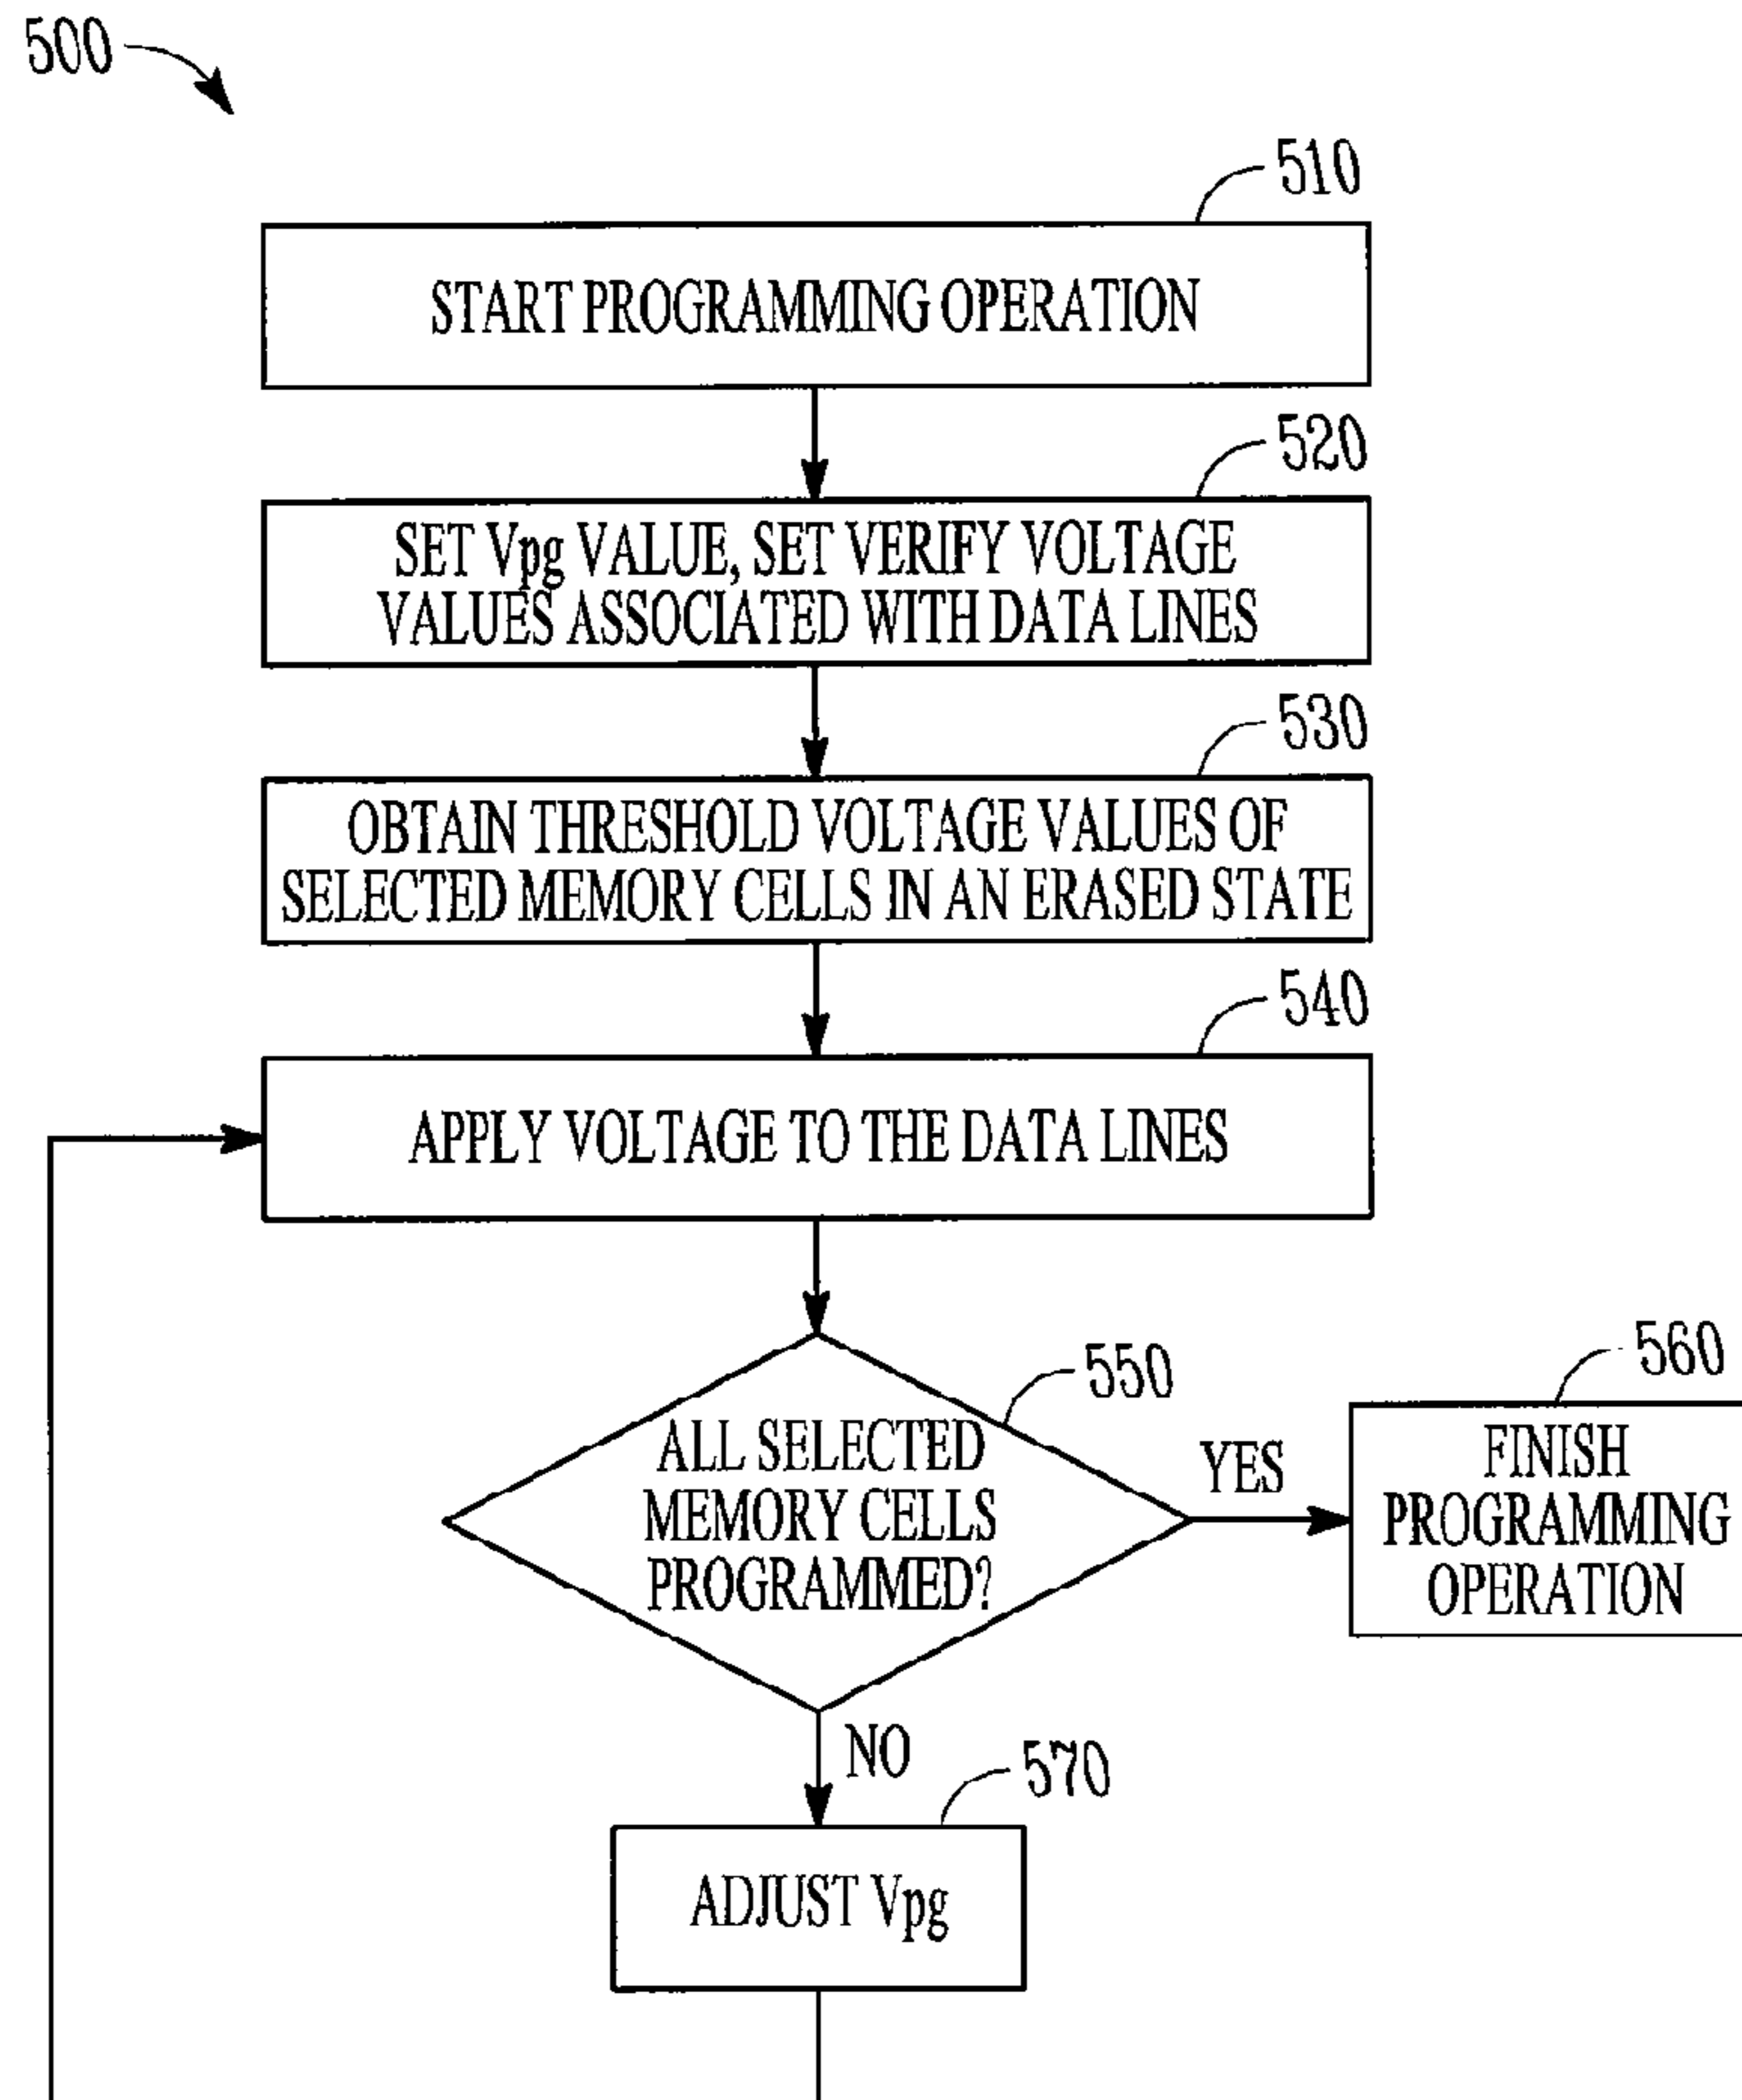 500
510
START PROGRAMMING OPERATION
520
SET Vpg VALUE, SET VERIFY VOLTAGE
VALUES ASSOCIATED WITH DATA LINES
530
OBTAIN THRESHOLD VOLTAGE VALUES OF
SELECTED MEMORY CELLS IN AN ERASED STATE
540
APPLY VOLTAGE TO THE DATA LINES
550
ALL SELECTED
MEMORY CELLS
PROGRAMMED?
YES
560
FINISH
PROGRAMMING
OPERATION
NO
570
ADJUST Vpg